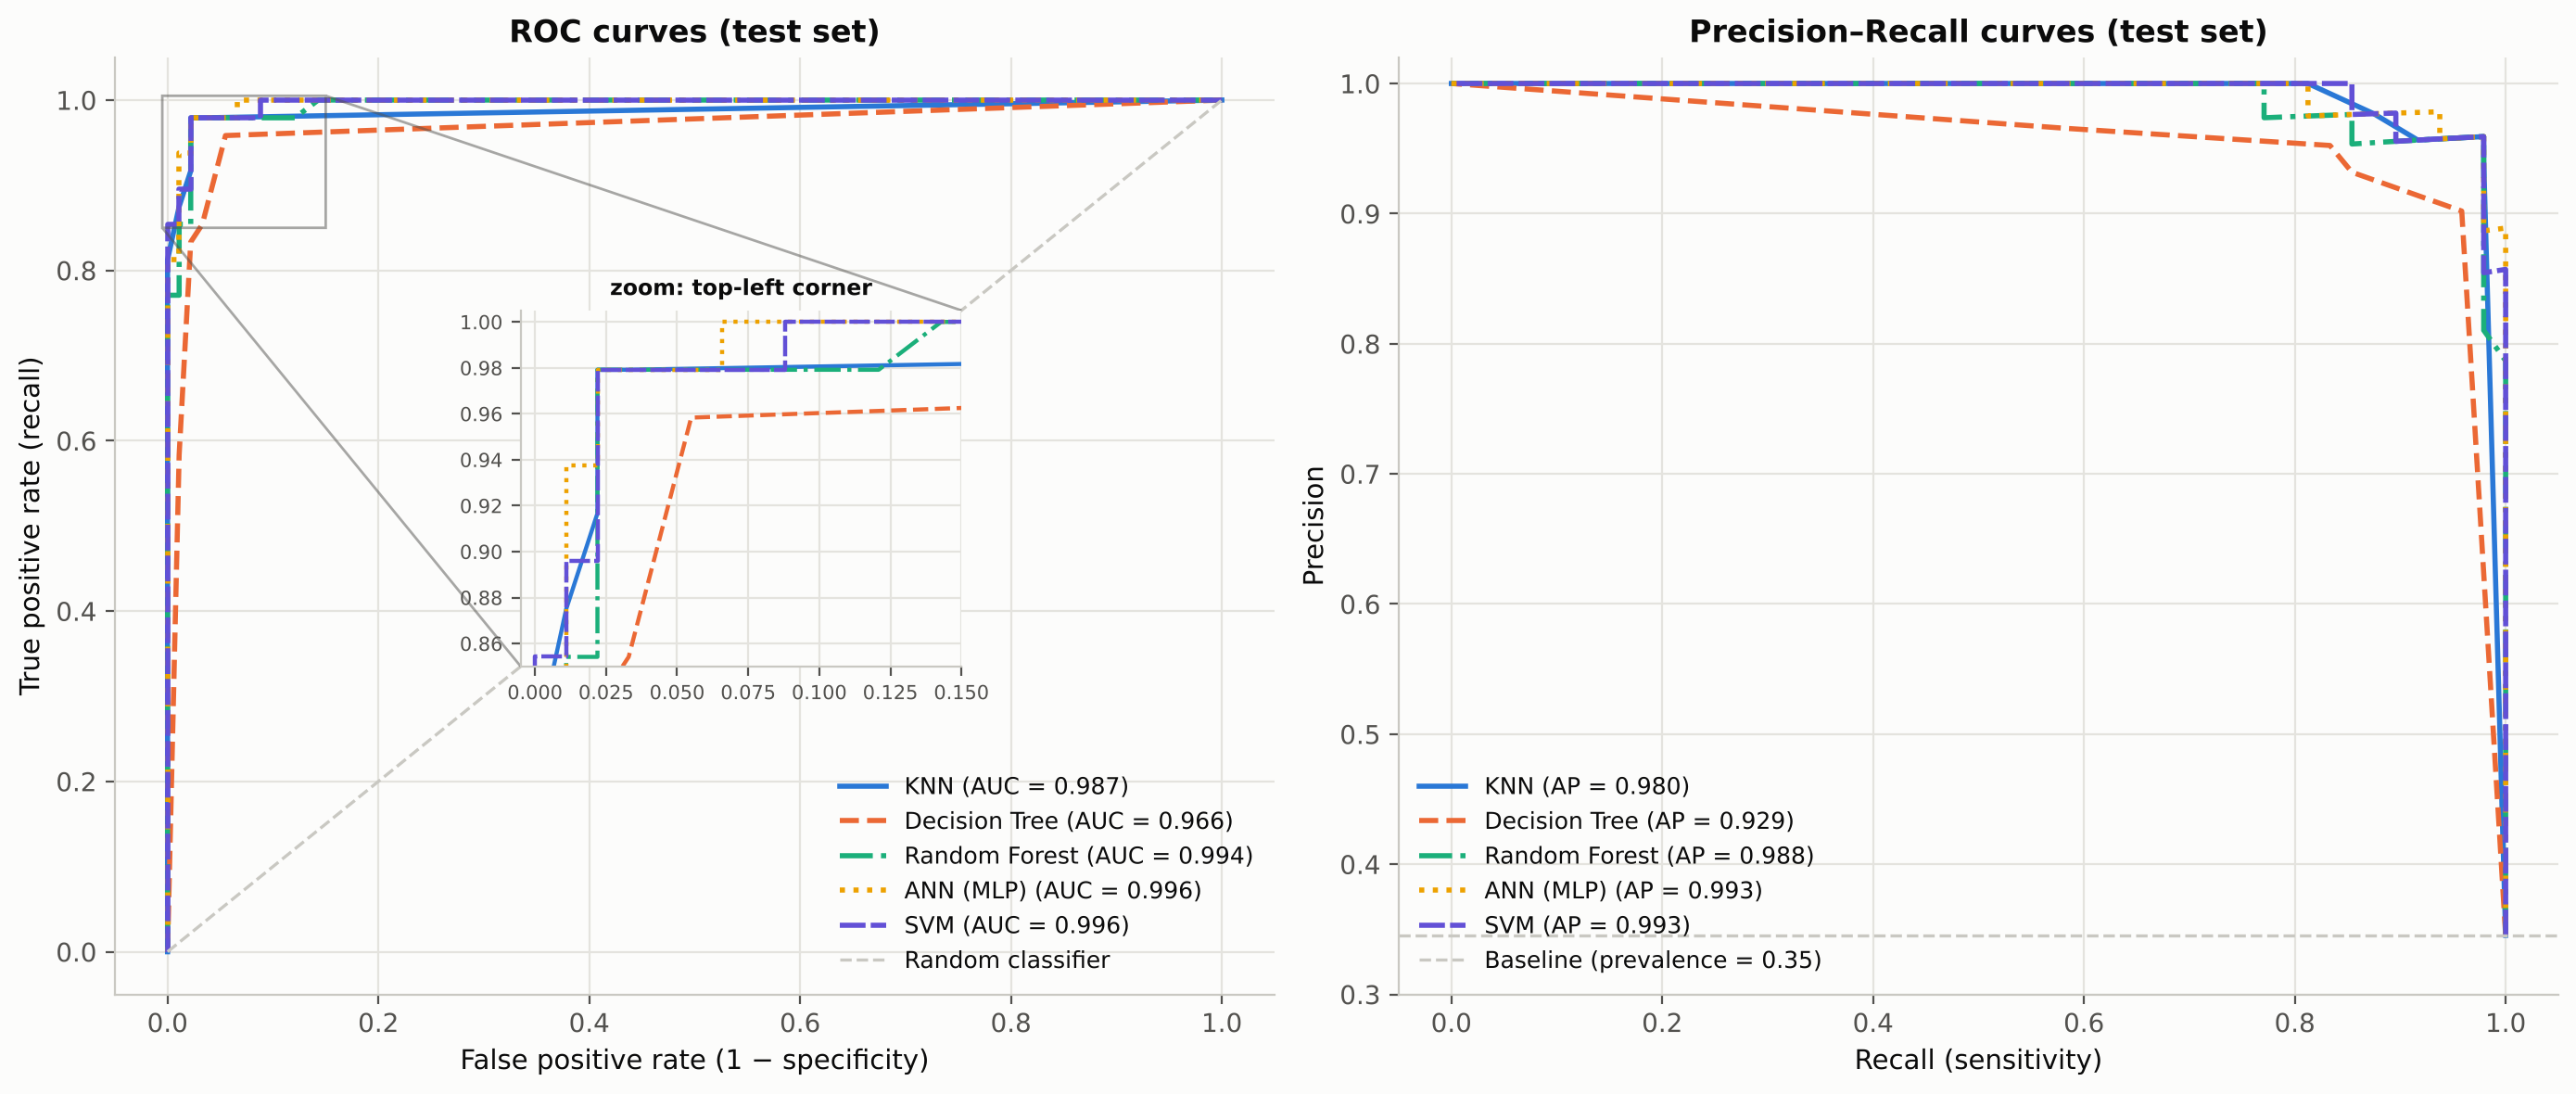 ROC curves (test set)
True positive rate (recall)
1.0
0.8
0.6
0.4
0.2
0.0
zoom: top-left corner
1.00
0.98
0.96
0.94
0.92
0.90
0.88
0.86
0.000 0.025 0.050 0.075 0.100 0.125 0.150
KNN (AUC = 0.987)
Decision Tree (AUC = 0.966)
Random Forest (AUC = 0.994)
ANN (MLP) (AUC = 0.996)
SVM (AUC = 0.996)
Random classifier
0.0 0.2 0.4 0.6 0.8 1.0
False positive rate (1 − specificity)
Precision–Recall curves (test set)
Precision
1.0
0.9
0.8
0.7
0.6
0.5
0.4
0.3
KNN (AP = 0.980)
Decision Tree (AP = 0.929)
Random Forest (AP = 0.988)
ANN (MLP) (AP = 0.993)
SVM (AP = 0.993)
Baseline (prevalence = 0.35)
0.0 0.2 0.4 0.6 0.8 1.0
Recall (sensitivity)